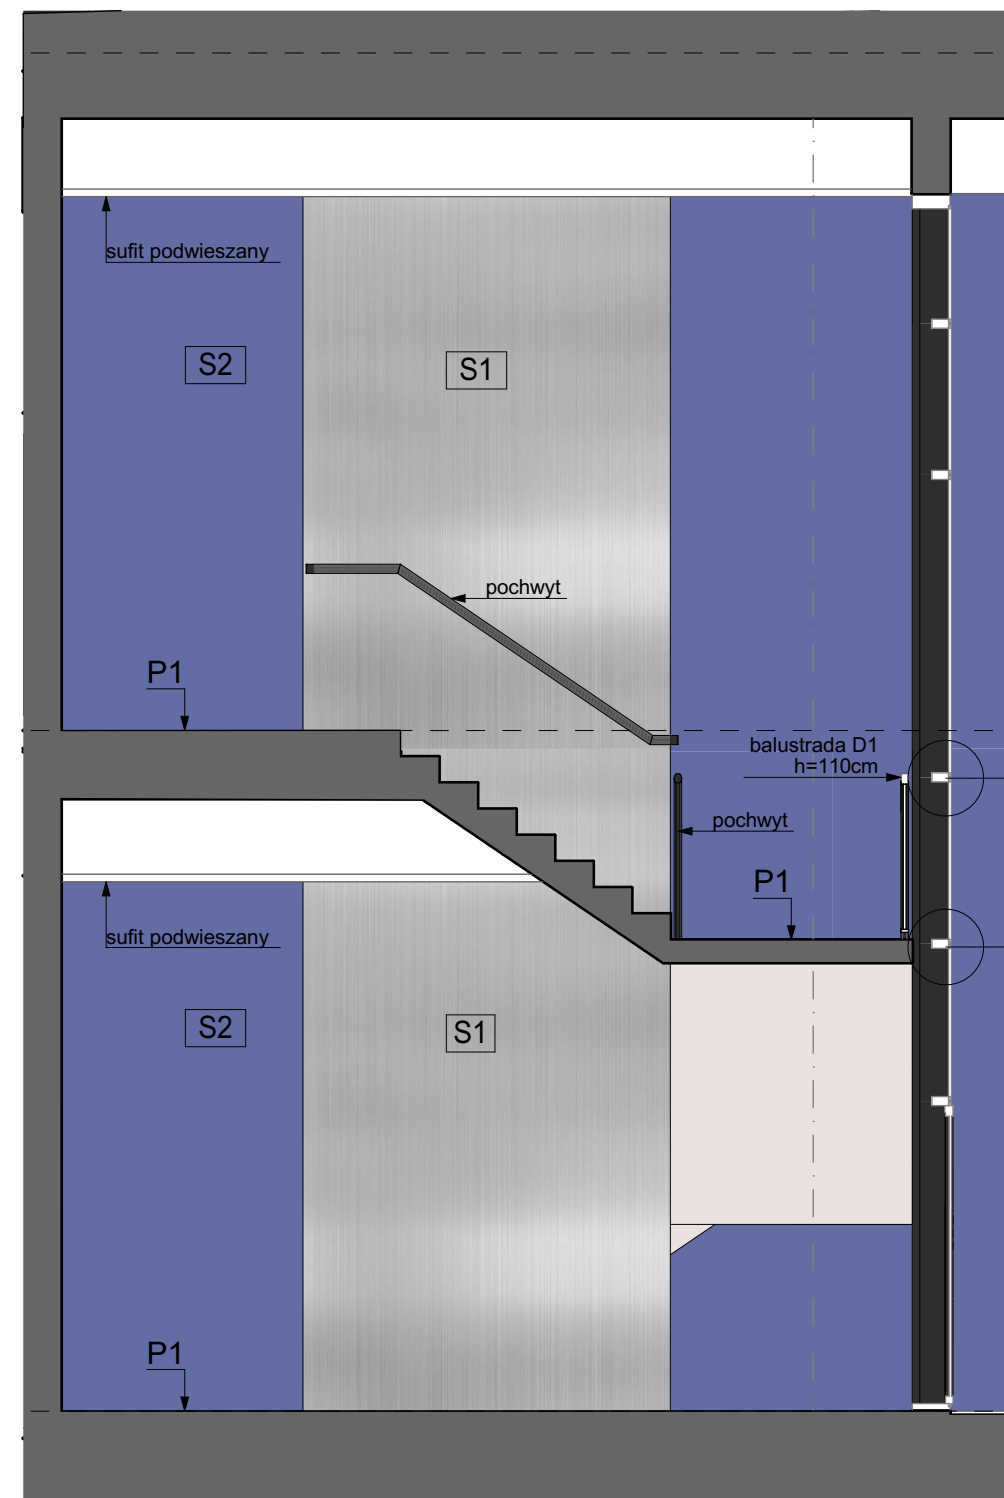 sufit podwieszany
S2
S1
pochwyt
P1
balustrada D1
h=110cm
pochwyt
P1
sufit podwieszany
S2
S1
P1